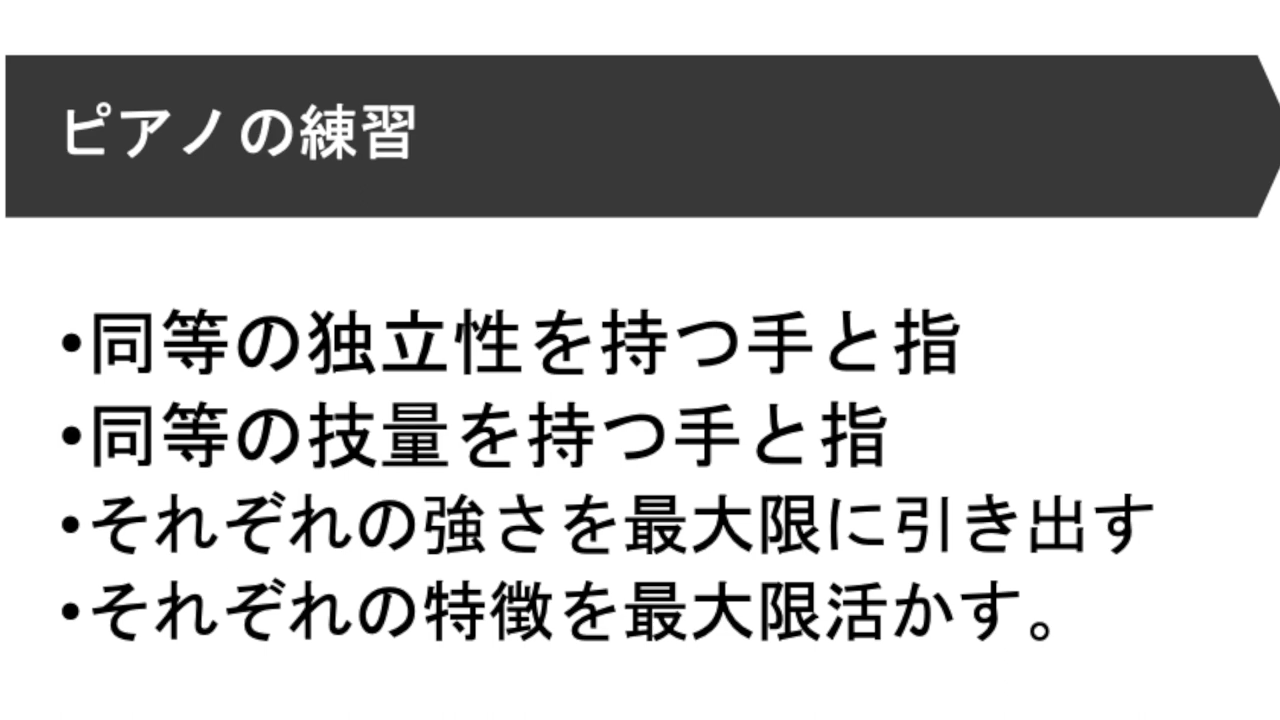 ピアノの練習
•同等の独立性を持つ手と指
•同等の技量を持つ手と指
•それぞれの強さを最大限に引き出す
•それぞれの特徴を最大限活かす。